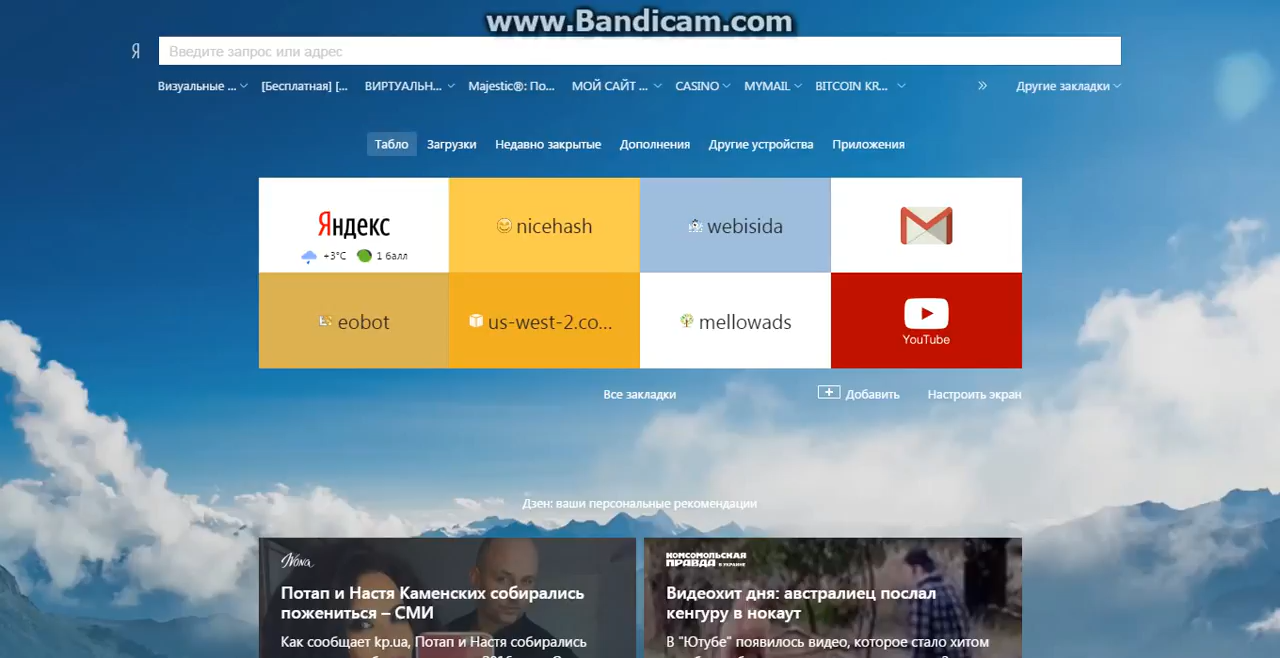 www.Bandicam.com
Я Введите запрос или адрес
Визуальные ... [Бесплатная] [... ВИРТУАЛЬН... Majestic®: По... МОЙ САЙТ ... CASINO MYMAIL BITCOIN KR... » Другие закладки
Табло Загрузки Недавно закрытые Дополнения Другие устройства Приложения
Яндекс
+3°C 1 балл
nicehash
webisida
eobot
us-west-2.co...
mellowads
YouTube
Все закладки Добавить Настроить экран
Дзен: ваши персональные рекомендации
Потап и Настя Каменских собирались
пожениться – СМИ
Как сообщает kp.ua, Потап и Настя собирались
КОМСОМОЛЬСКАЯ
ПРАВДА В УКРАИНЕ
Видеохит дня: австралиец послал
кенгуру в нокаут
В "Ютубе" появилось видео, которое стало хитом